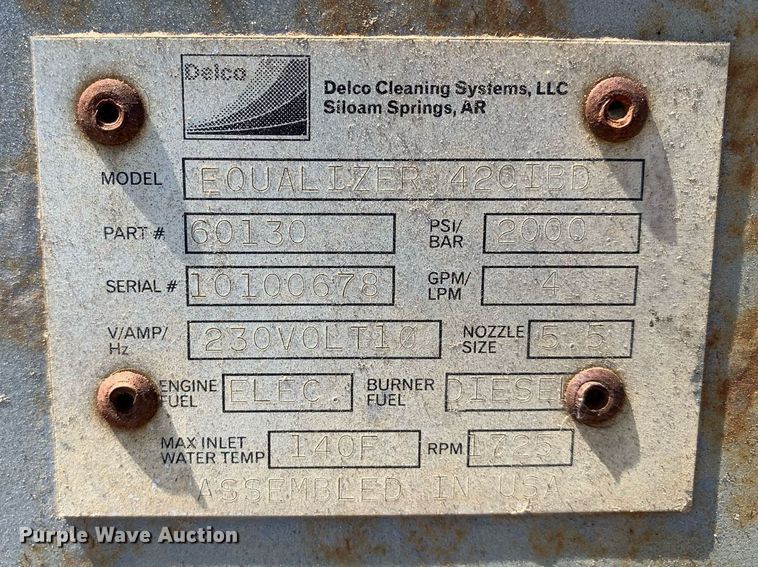 Delco
Delco Cleaning Systems, LLC
Siloam Springs, AR
MODEL EQUALIZER 420IBD
PART # 60130 PSI/BAR 2000
SERIAL # 10100678 GPM/LPM 4
V/AMP/Hz 230VOLT10 NOZZLE SIZE 5.5
ENGINE FUEL ELEC. BURNER FUEL DIESEL
MAX INLET WATER TEMP 140F RPM 1725
ASSEMBLED IN USA
Purple Wave Auction